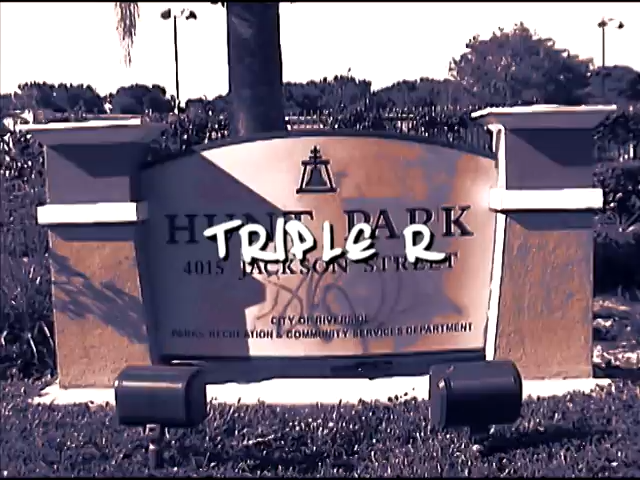 HUNT PARK
TRIPLE R
4015 JACKSON STREET
CITY OF RIVERSIDE
PARKS, RECREATION & COMMUNITY SERVICES DEPARTMENT